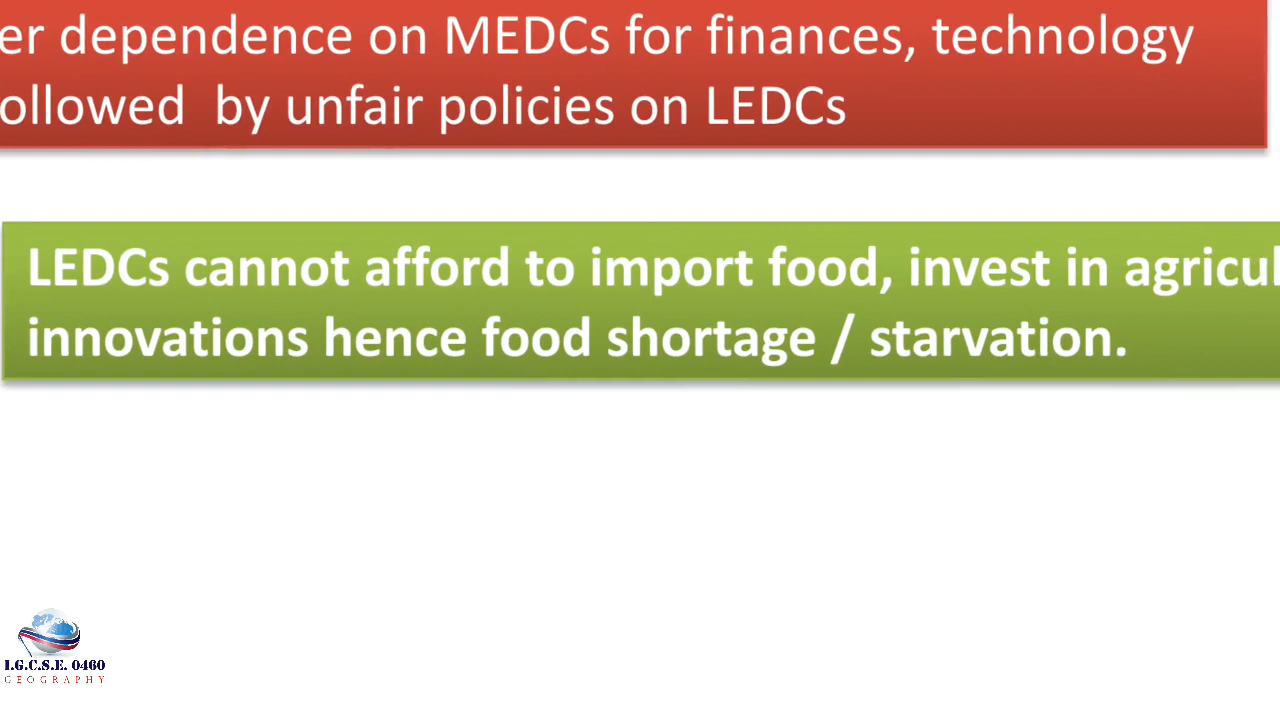 er dependence on MEDCs for finances, technology
ollowed by unfair policies on LEDCs
LEDCs cannot afford to import food, invest in agricul
innovations hence food shortage / starvation.
I.G.C.S.E. 0460
GEOGRAPHY